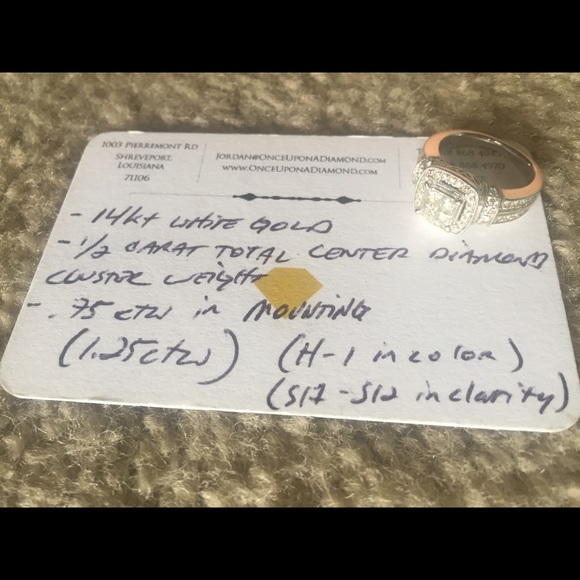 1003 Pierremont Rd
Shreveport,
Louisiana
71106
Jordan@OnceUponADiamond.com
www.OnceUponADiamond.com
- 14kt WHITE GOLD
- 1/2 CARAT TOTAL CENTER DIAMOND
CLUSTER WEIGHT
- .75 ctw in MOUNTING
(1.25ctw) (H-I in color)
(SI1-SI2 in clarity)